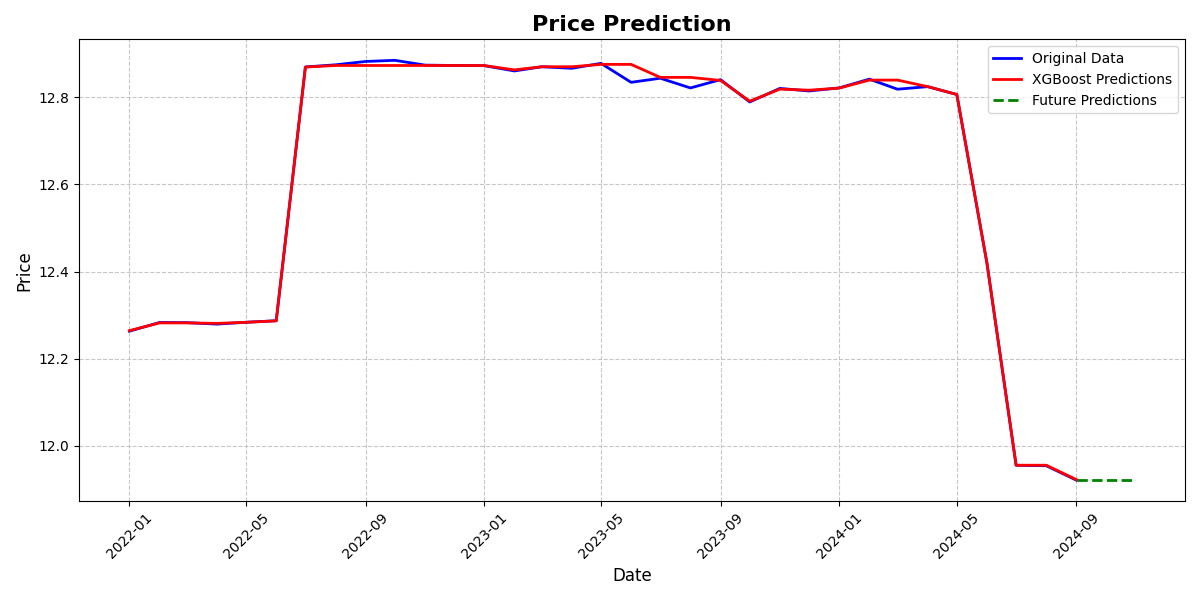 Price Prediction
Original Data
XGBoost Predictions
Future Predictions
Price
12.8
12.6
12.4
12.2
12.0
2022-01
2022-05
2022-09
2023-01
2023-05
2023-09
2024-01
2024-05
2024-09
Date